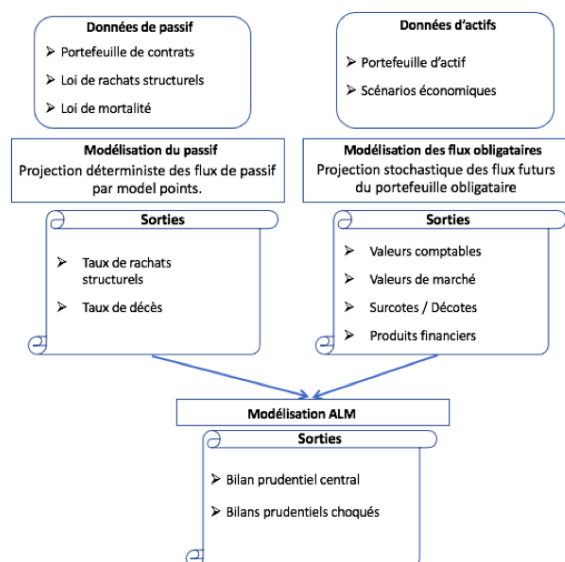 Données de passif
➢ Portefeuille de contrats
➢ Loi de rachats structurels
➢ Loi de mortalité
Données d'actifs
➢ Portefeuille d'actif
➢ Scénarios économiques
Modélisation du passif
Projection déterministe des flux de passif
par model points.
Modélisation des flux obligataires
Projection stochastique des flux futurs
du portefeuille obligataire
Sorties
➢ Taux de rachats
structurels
➢ Taux de décès
Sorties
➢ Valeurs comptables
➢ Valeurs de marché
➢ Surcotes / Décotes
➢ Produits financiers
Modélisation ALM
Sorties
➢ Bilan prudentiel central
➢ Bilans prudentiels choqués